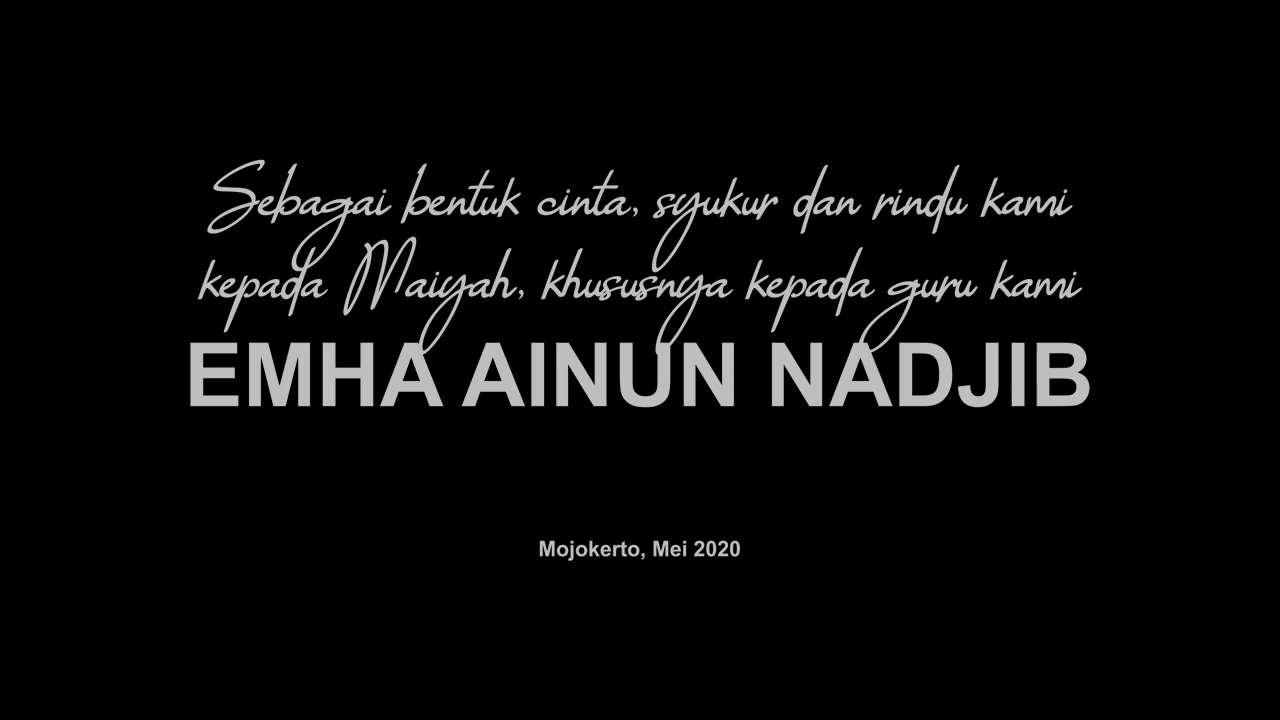 Sebagai bentuk cinta, syukur dan rindu kami
kepada Maiyah, khususnya kepada guru kami
EMHA AINUN NADJIB
Mojokerto, Mei 2020